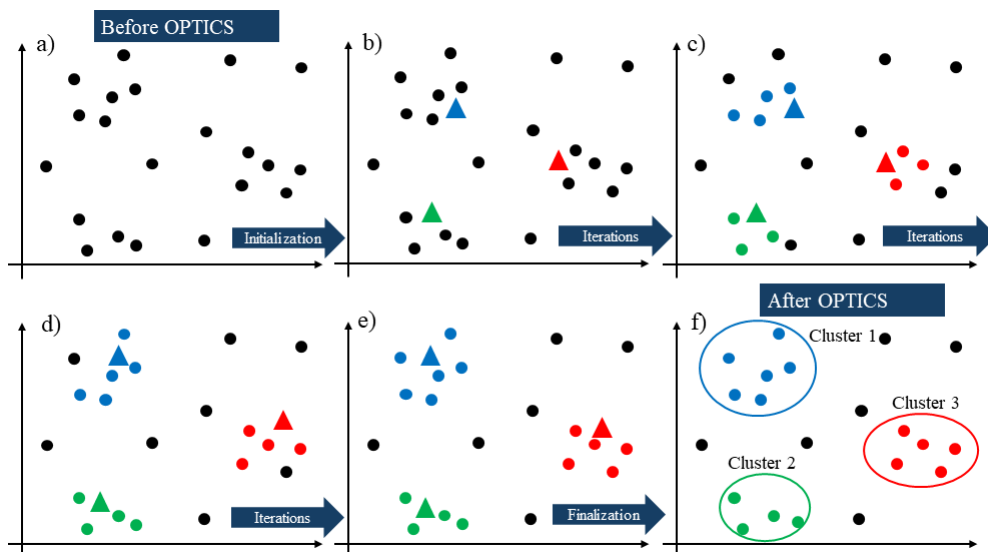 Before OPTICS
a)
b)
c)
Initialization
Iterations
Iterations
d)
e)
After OPTICS
f)
Cluster 1
Cluster 3
Cluster 2
Iterations
Finalization